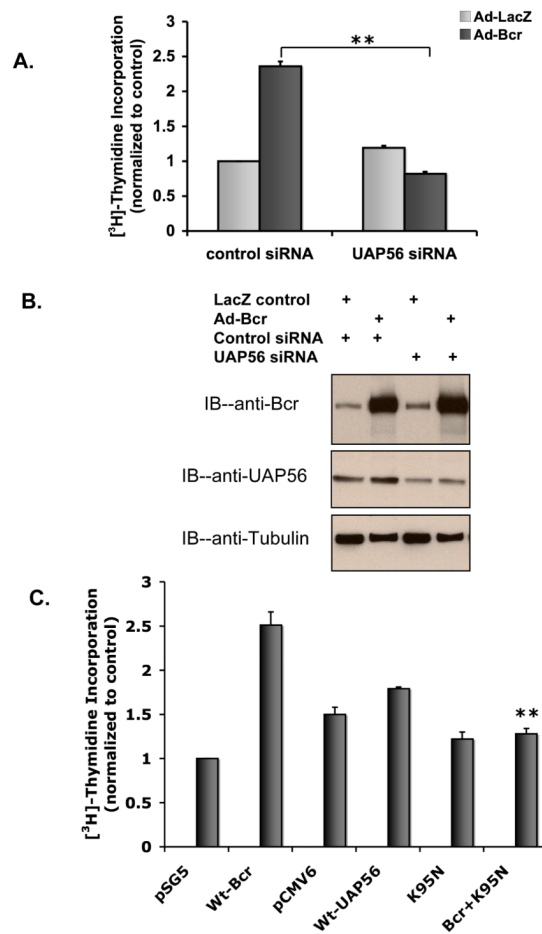 Ad-LacZ
Ad-Bcr
A.
[³H]-Thymidine Incorporation
(normalized to control)
3
2.5
2
1.5
1
0.5
0
**
control siRNA
UAP56 siRNA
B.
LacZ control + +
Ad-Bcr + +
Control siRNA + +
UAP56 siRNA + +
IB--anti-Bcr
IB--anti-UAP56
IB--anti-Tubulin
C.
[³H]-Thymidine Incorporation
(normalized to control)
3
2.5
2
1.5
1
0.5
0
**
pSG5
Wt-Bcr
pCMV6
Wt-UAP56
K95N
Bcr+K95N